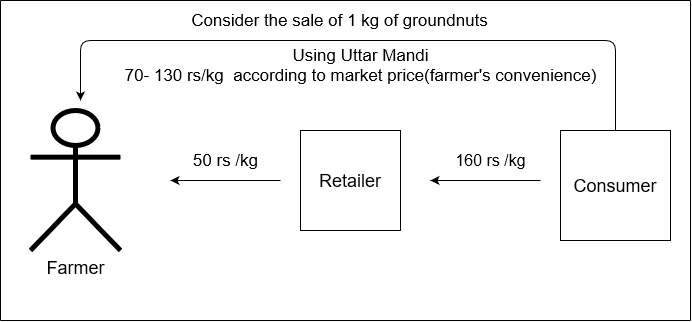 Consider the sale of 1 kg of groundnuts
Using Uttar Mandi
70- 130 rs/kg according to market price(farmer's convenience)
50 rs /kg
160 rs /kg
Retailer
Consumer
Farmer